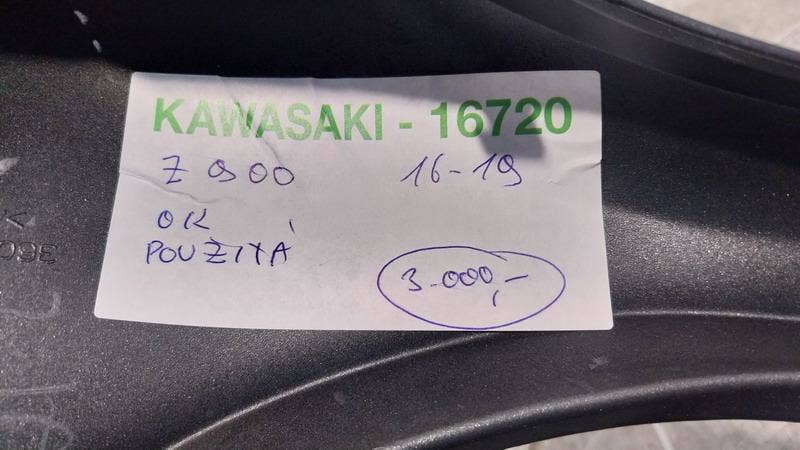 KAWASAKI - 16720
Z 900 16-19
OK
POUŽITÁ
3.000,-